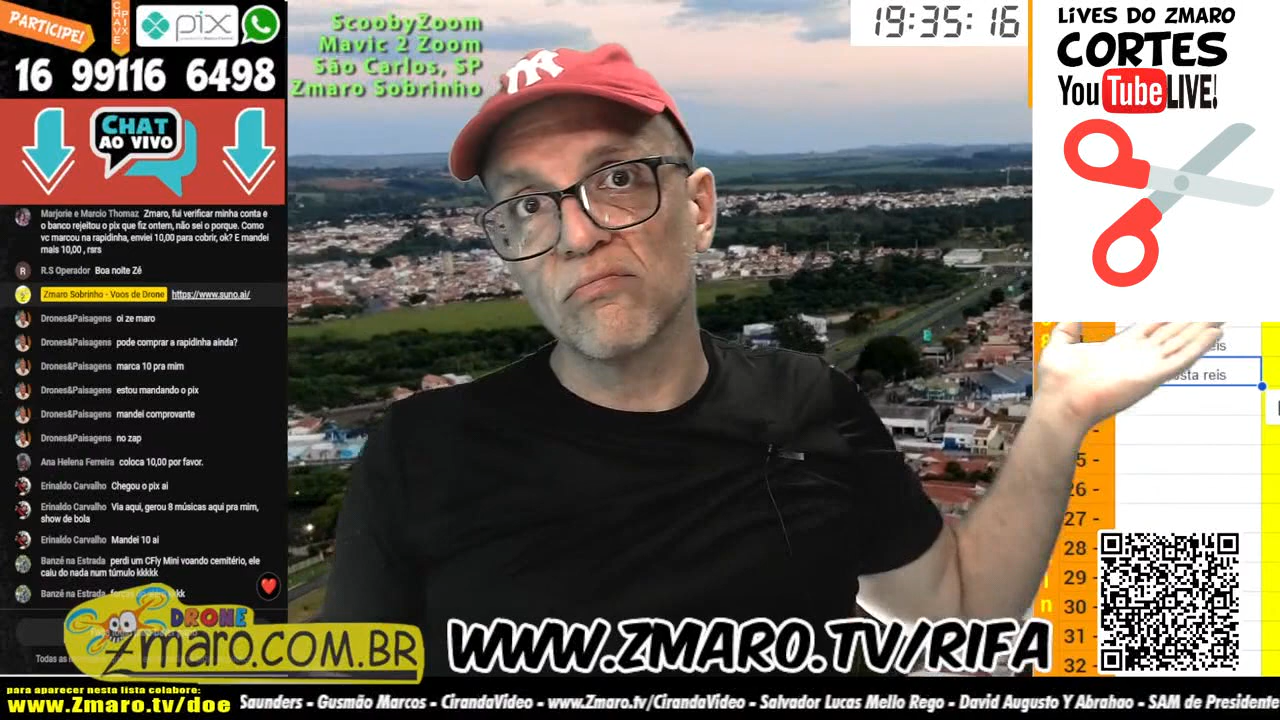 PARTICIPE!
CHAVE PIX
pix
16 99116 6498
CHAT
AO VIVO
Marjorie e Marcio Thomaz Zmaro, fui verificar minha conta e
o banco rejeitou o pix que fiz ontem, não sei o porque. Como
vc marcou na rapidinha, enviei 10,00 para cobrir, ok? E mandei
mais 10,00 , rsrs
R.S Operador Boa noite Zé
Zmaro Sobrinho - Voos de Drone https://www.suno.ai/
Drones&Paisagens oi ze maro
Drones&Paisagens pode comprar a rapidinha ainda?
Drones&Paisagens marca 10 pra mim
Drones&Paisagens estou mandando o pix
Drones&Paisagens mandei comprovante
Drones&Paisagens no zap
Ana Helena Ferreira coloca 10,00 por favor.
Erinaldo Carvalho Chegou o pix ai
Erinaldo Carvalho Via aqui, gerou 8 músicas aqui pra mim,
show de bola
Erinaldo Carvalho Mandei 10 ai
Banzé na Estrada perdi um CFly Mini voando cemitério, ele
caiu do nada num túmulo kkkkk
Banzé na Estrada
DRONE
Zmaro.COM.BR
Todas as
ScoobyZoom
Mavic 2 Zoom
São Carlos, SP
Zmaro Sobrinho
19:35:16
LIVES DO ZMARO
CORTES
YouTube LIVE!
eis
sta reis
5 -
26 -
27 -
28 -
29 -
30 -
31 -
32 -
n
WWW.ZMARO.TV/RIFA
para aparecer nesta lista colabore:
www.Zmaro.tv/doe
Saunders - Gusmão Marcos - CirandaVideo - www.Zmaro.tv/CirandaVideo - Salvador Lucas Mello Rego - David Augusto Y Abrahao - SAM de Presidente